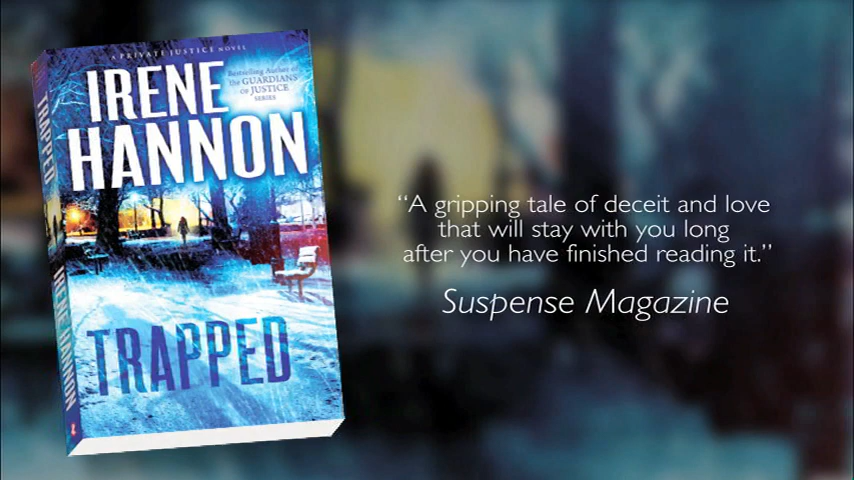 A PRIVATE JUSTICE NOVEL
IRENE
HANNON
Bestselling Author of
the GUARDIANS
OF JUSTICE
SERIES
TRAPPED
TRAPPED
IRENE HANNON
“A gripping tale of deceit and love
that will stay with you long
after you have finished reading it.”
Suspense Magazine